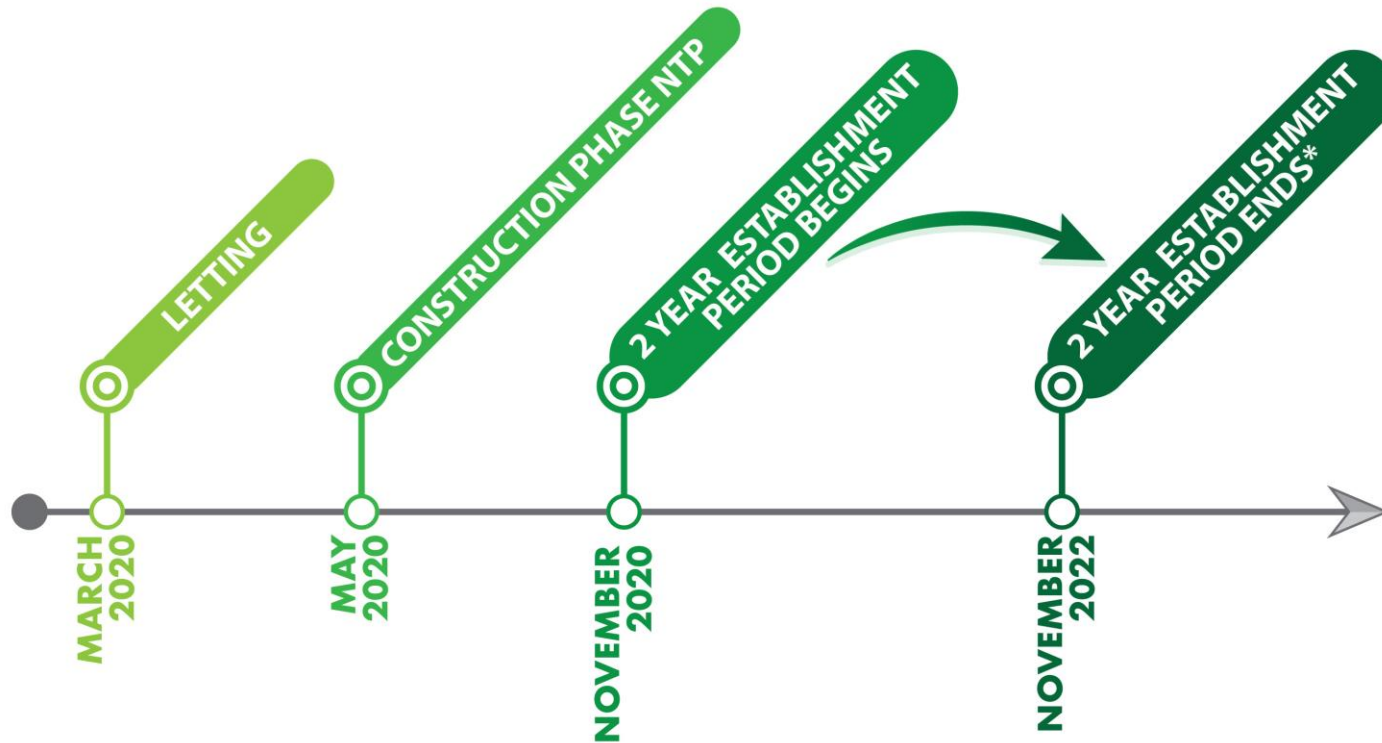 LETTING
CONSTRUCTION PHASE NTP
2 YEAR ESTABLISHMENT
PERIOD BEGINS
2 YEAR ESTABLISHMENT
PERIOD ENDS*
MARCH
2020
MAY
2020
NOVEMBER
2020
NOVEMBER
2022